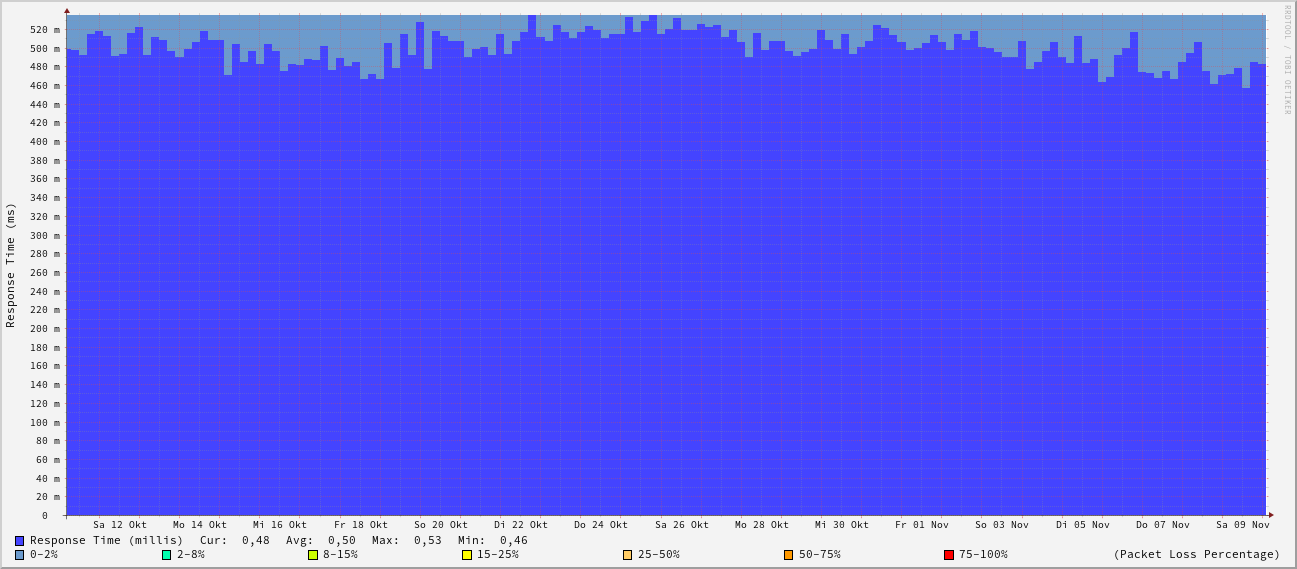 RRDTOOL / TOBI OETIKER
Response Time (ms)
520 m
500 m
480 m
460 m
440 m
420 m
400 m
380 m
360 m
340 m
320 m
300 m
280 m
260 m
240 m
220 m
200 m
180 m
160 m
140 m
120 m
100 m
80 m
60 m
40 m
20 m
0
Sa 12 Okt Mo 14 Okt Mi 16 Okt Fr 18 Okt So 20 Okt Di 22 Okt Do 24 Okt Sa 26 Okt Mo 28 Okt Mi 30 Okt Fr 01 Nov So 03 Nov Di 05 Nov Do 07 Nov Sa 09 Nov
Response Time (millis) Cur: 0,48 Avg: 0,50 Max: 0,53 Min: 0,46
0-2% 2-8% 8-15% 15-25% 25-50% 50-75% 75-100% (Packet Loss Percentage)